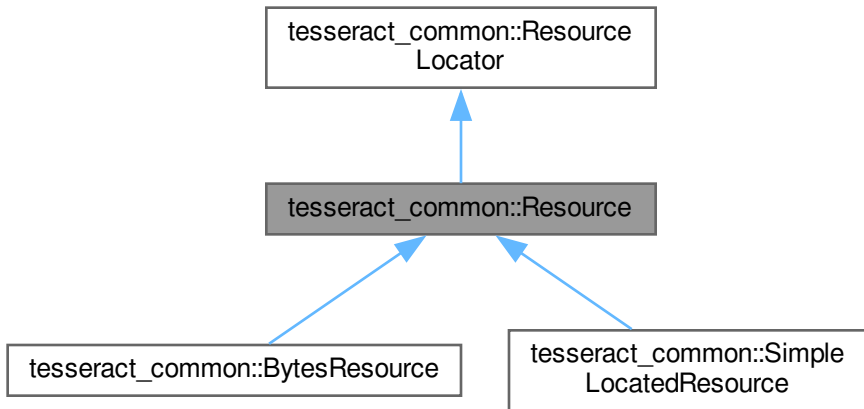 tesseract_common::Resource
Locator
tesseract_common::Resource
tesseract_common::BytesResource
tesseract_common::Simple
LocatedResource